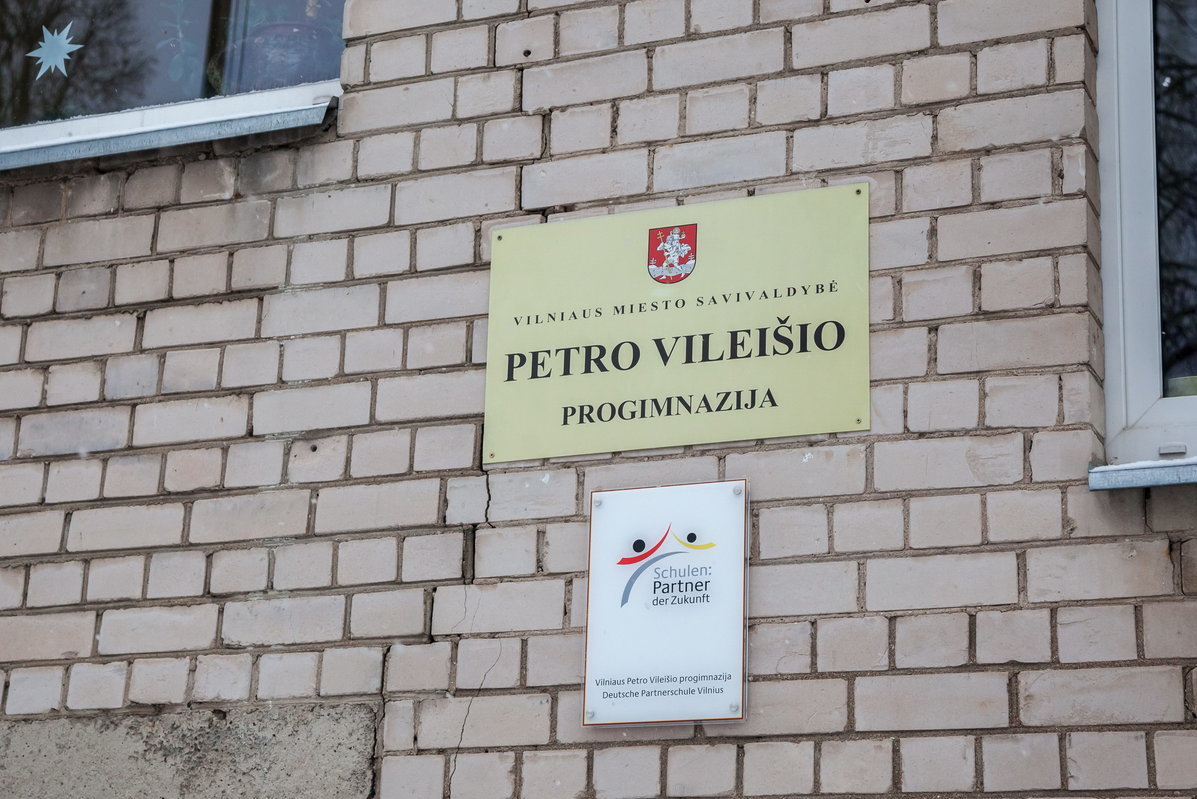 VILNIAUS MIESTO SAVIVALDYBĖ
PETRO VILEIŠIO
PROGIMNAZIJA
Schulen:
Partner
der Zukunft
Vilniaus Petro Vileišio progimnazija
Deutsche Partnerschule Vilnius